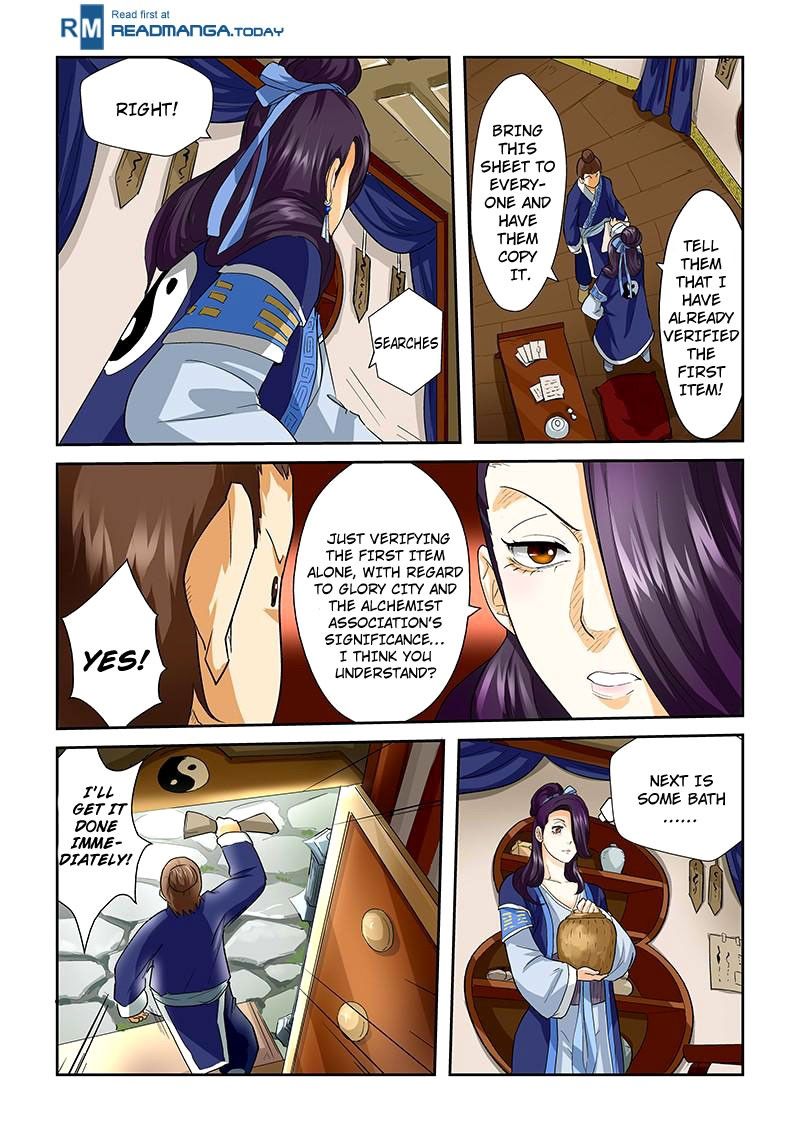 RM
Read first at
READMANGA.TODAY
RIGHT!
SEARCHES
BRING
THIS
SHEET TO
EVERY-
ONE AND
HAVE
THEM
COPY
IT.
TELL
THEM
THAT I
HAVE
ALREADY
VERIFIED
THE
FIRST
ITEM!
YES!
JUST VERIFYING
THE FIRST ITEM
ALONE, WITH REGARD
TO GLORY CITY AND
THE ALCHEMIST
ASSOCIATION'S
SIGNIFICANCE...
I THINK YOU
UNDERSTAND?
I'LL
GET IT
DONE
IMME-
DIATELY!
NEXT IS
SOME BATH
......